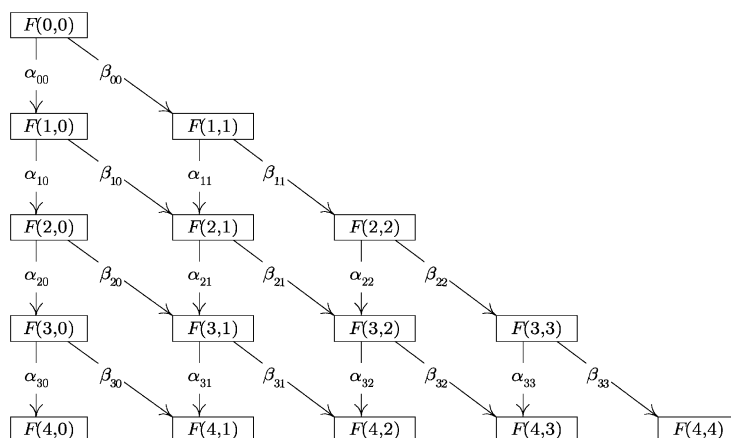 F(0,0)
α₀₀ β₀₀
F(1,0) F(1,1)
α₁₀ β₁₀ α₁₁ β₁₁
F(2,0) F(2,1) F(2,2)
α₂₀ β₂₀ α₂₁ β₂₁ α₂₂ β₂₂
F(3,0) F(3,1) F(3,2) F(3,3)
α₃₀ β₃₀ α₃₁ β₃₁ α₃₂ β₃₂ α₃₃ β₃₃
F(4,0) F(4,1) F(4,2) F(4,3) F(4,4)